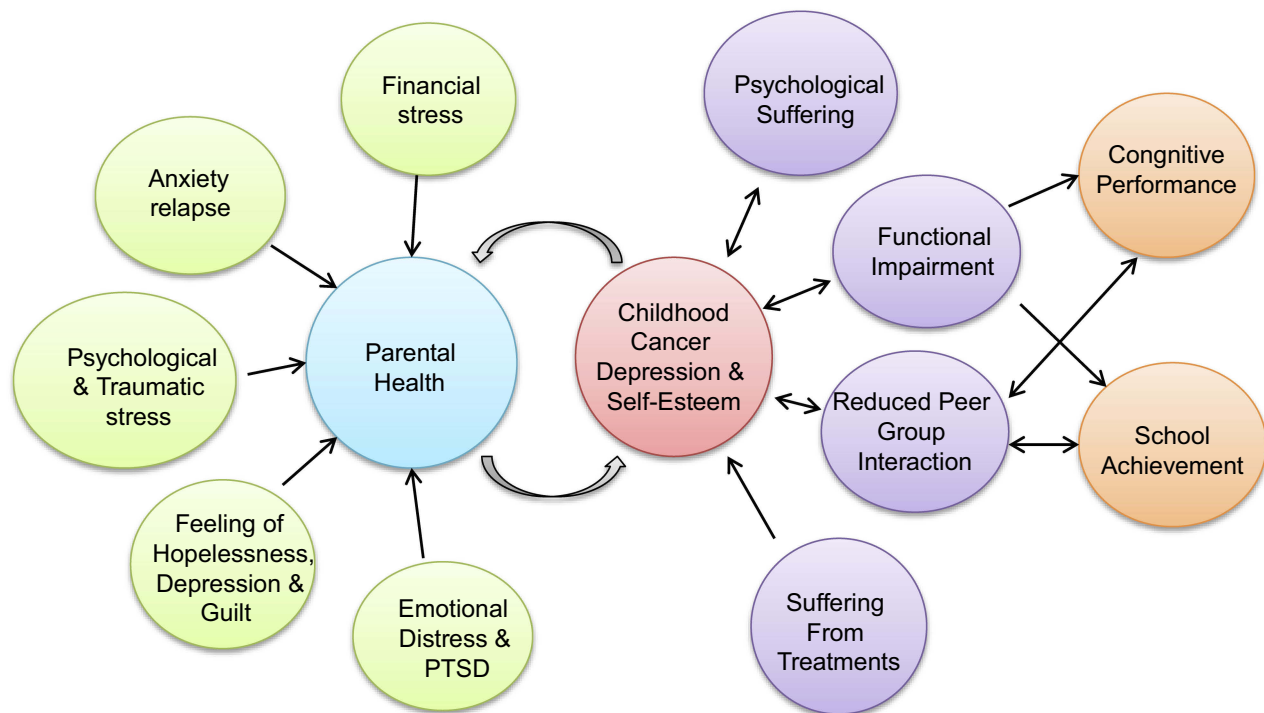 Financial
stress
Anxiety
relapse
Psychological
& Traumatic
stress
Feeling of
Hopelessness,
Depression &
Guilt
Emotional
Distress &
PTSD
Parental
Health
Childhood
Cancer
Depression &
Self-Esteem
Psychological
Suffering
Functional
Impairment
Reduced Peer
Group
Interaction
Suffering
From
Treatments
Congnitive
Performance
School
Achievement